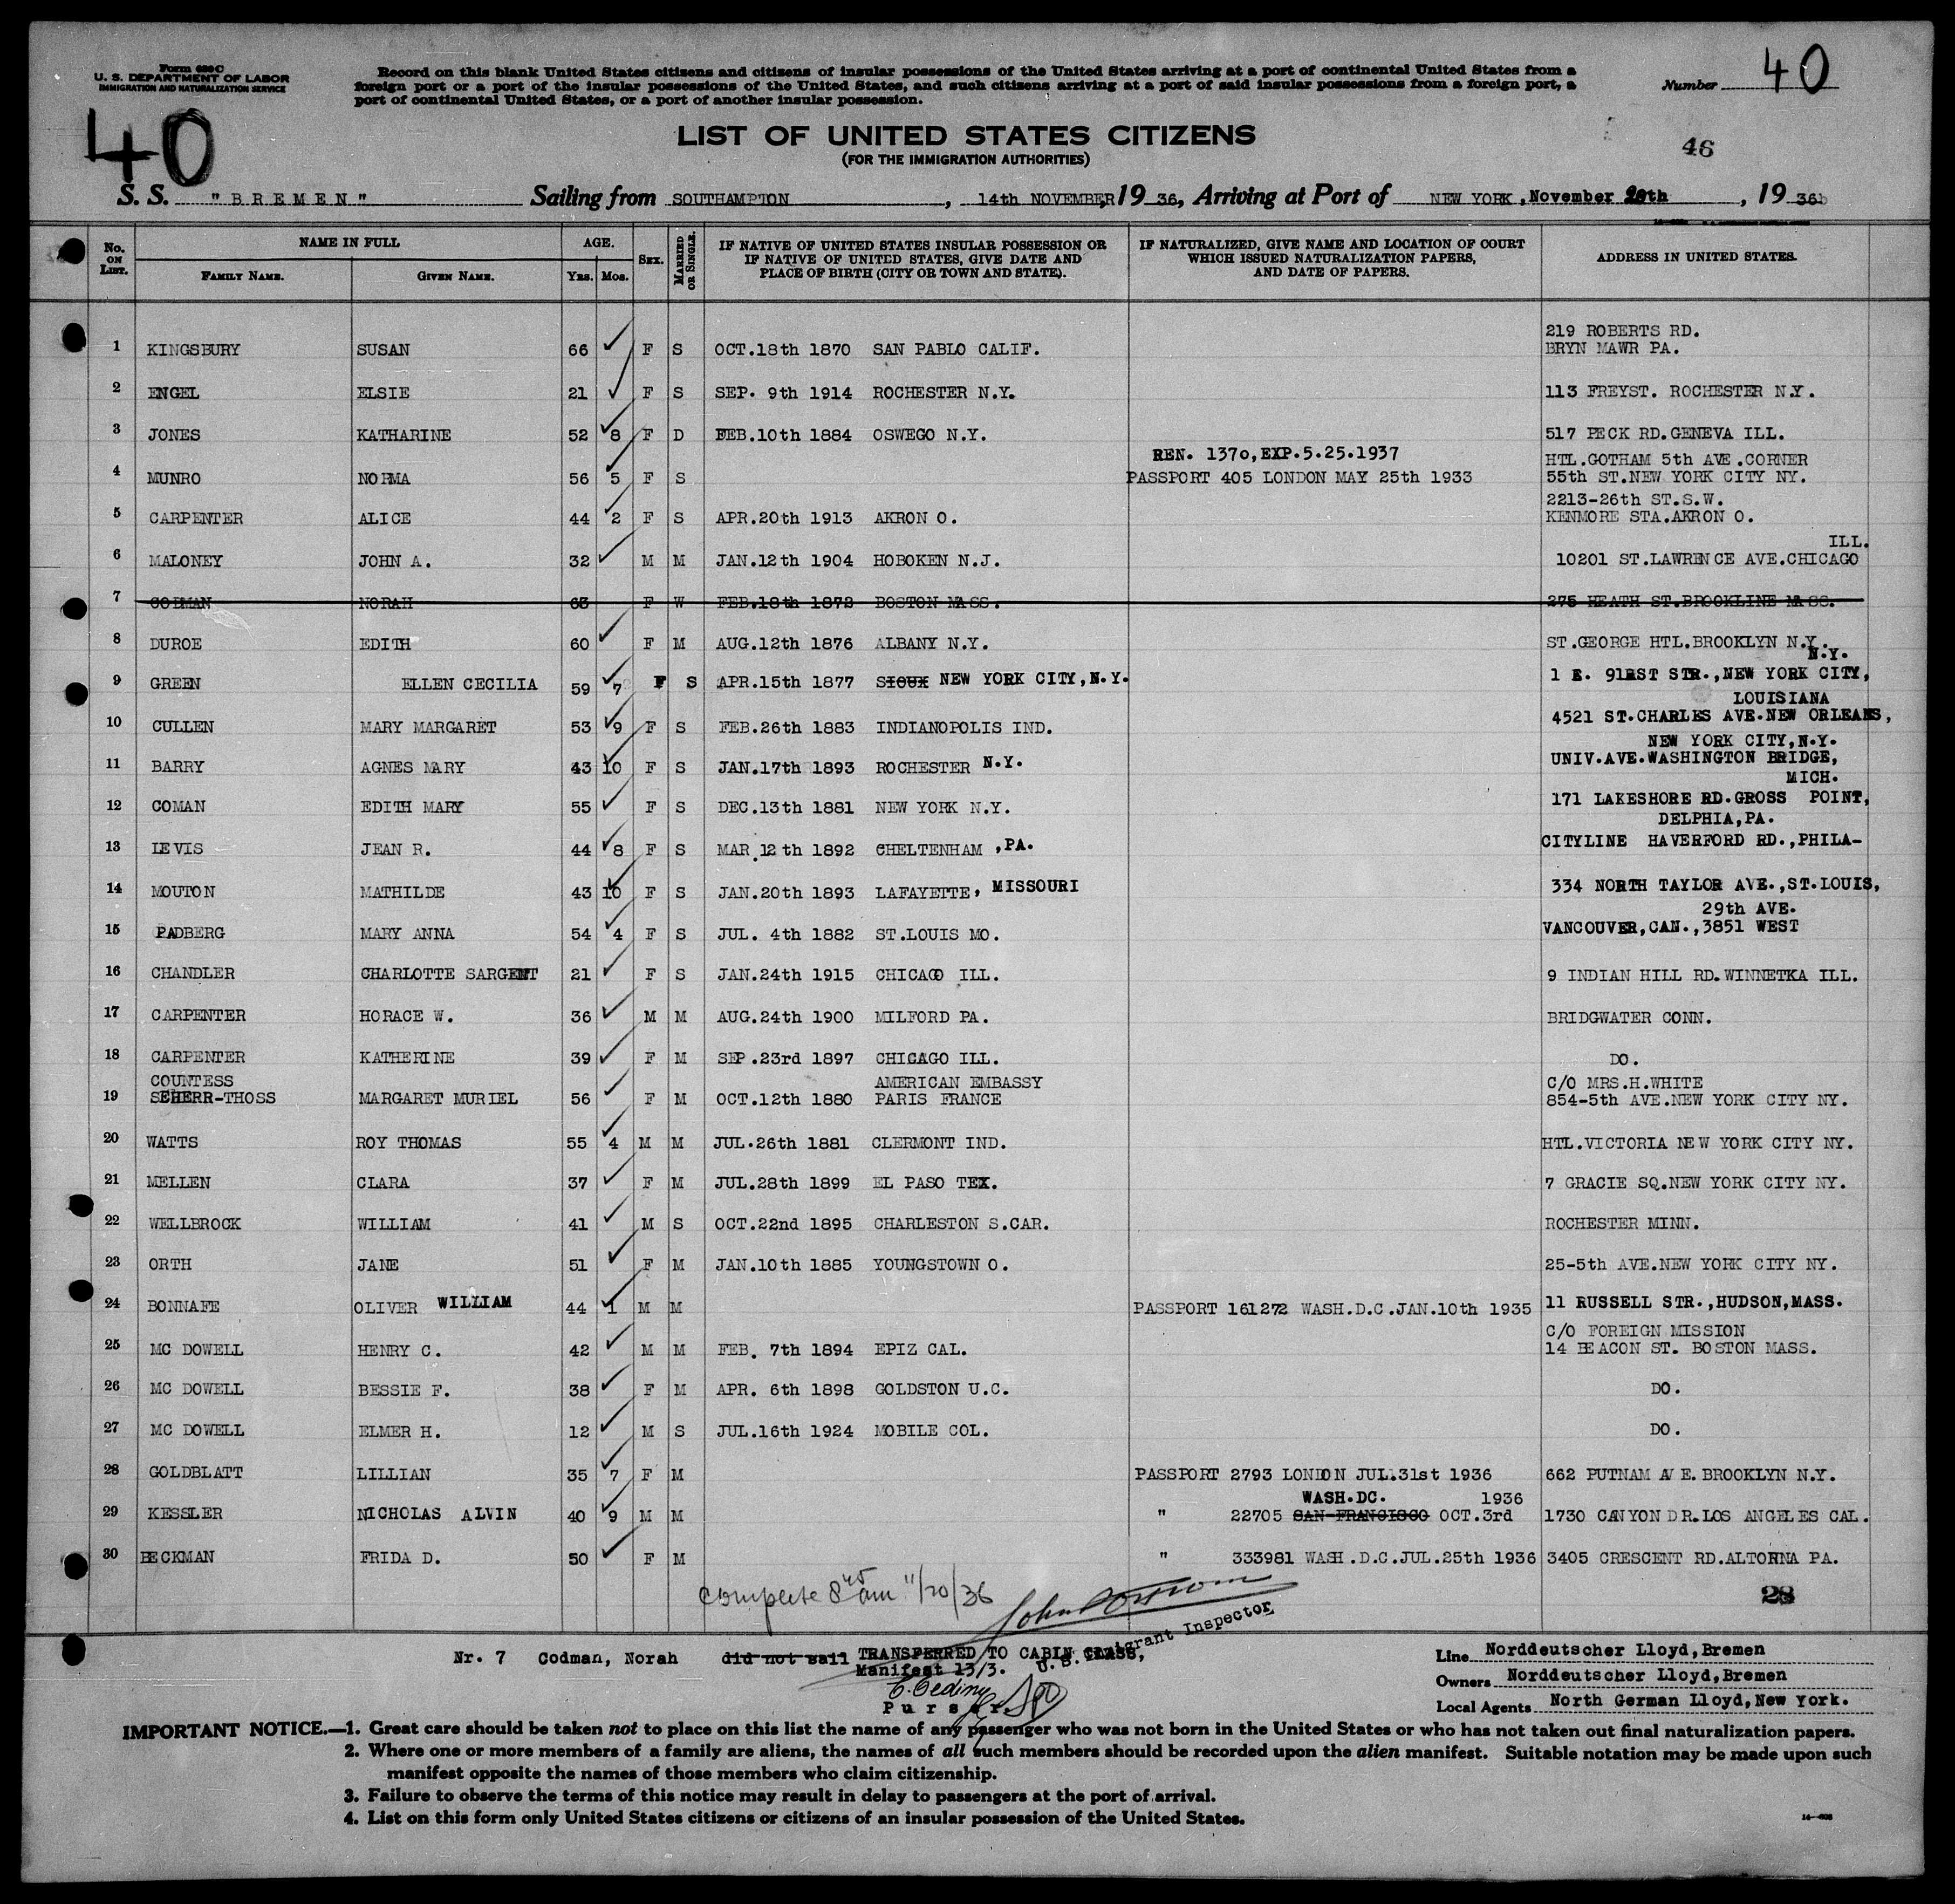 Form 630C
U. S. DEPARTMENT OF LABOR
IMMIGRATION AND NATURALIZATION SERVICE
Record on this blank United States citizens and citizens of insular possessions of the United States arriving at a port of continental United States from a
foreign port or a port of the insular possessions of the United States, and such citizens arriving at a port of said insular possessions from a foreign port, a
port of continental United States, or a port of another insular possession.
Number 40
40
LIST OF UNITED STATES CITIZENS
(FOR THE IMMIGRATION AUTHORITIES)
46
S. S. "BREMEN" Sailing from SOUTHAMPTON, 14th NOVEMBER, 19 36, Arriving at Port of NEW YORK, November 20th, 19 36
No. ON LIST. NAME IN FULL FAMILY NAME. GIVEN NAME. AGE. Yrs. Mos. SEX. MARRIED OR SINGLE. IF NATIVE OF UNITED STATES INSULAR POSSESSION OR IF NATIVE OF UNITED STATES, GIVE DATE AND PLACE OF BIRTH (CITY OR TOWN AND STATE). IF NATURALIZED, GIVE NAME AND LOCATION OF COURT WHICH ISSUED NATURALIZATION PAPERS, AND DATE OF PAPERS. ADDRESS IN UNITED STATES.
1 KINGSBURY SUSAN 66 F S OCT.18th 1870 SAN PABLO CALIF. 219 ROBERTS RD. BRYN MAWR PA.
2 ENGEL ELSIE 21 F S SEP. 9th 1914 ROCHESTER N.Y. 113 FREYST. ROCHESTER N.Y.
3 JONES KATHARINE 52 8 F D FEB.10th 1884 OSWEGO N.Y. 517 PECK RD.GENEVA ILL.
4 MUNRO NORMA 56 5 F S REN. 1370,EXP.5.25.1937 PASSPORT 405 LONDON MAY 25th 1933 HTL.GOTHAM 5th AVE.CORNER 55th ST.NEW YORK CITY NY.
5 CARPENTER ALICE 44 2 F S APR.20th 1913 AKRON O. 2213-26th ST.S.W. KENMORE STA.AKRON O.
6 MALONEY JOHN A. 32 M M JAN.12th 1904 HOBOKEN N.J. 10201 ST.LAWRENCE AVE.CHICAGO ILL.
7 CODMAN NORAH 63 F W FEB.18th 1872 BOSTON MASS. 275 HEATH ST.BROOKLINE MASS.
8 DUROE EDITH 60 F M AUG.12th 1876 ALBANY N.Y. ST.GEORGE HTL.BROOKLYN N.Y.
9 GREEN ELLEN CECILIA 59 7 F S APR.15th 1877 SIOUX NEW YORK CITY,N.Y. 1 E. 91RST STR.,NEW YORK CITY, N.Y.
10 CULLEN MARY MARGARET 53 9 F S FEB.26th 1883 INDIANOPOLIS IND. 4521 ST.CHARLES AVE.NEW ORLEANS, LOUISIANA
11 BARRY AGNES MARY 43 10 F S JAN.17th 1893 ROCHESTER N.Y. UNIV.AVE.WASHINGTON BRIDGE, NEW YORK CITY,N.Y.
12 COMAN EDITH MARY 55 F S DEC.13th 1881 NEW YORK N.Y. 171 LAKESHORE RD.GROSS POINT, MICH.
13 LEVIS JEAN R. 44 8 F S MAR.12th 1892 CHELTENHAM ,PA. CITYLINE HAVERFORD RD.,PHILA-DELPHIA,PA.
14 MOUTON MATHILDE 43 10 F S JAN.20th 1893 LAFAYETTE, MISSOURI 334 NORTH TAYLOR AVE.,ST.LOUIS,
15 PADBERG MARY ANNA 54 4 F S JUL. 4th 1882 ST.LOUIS MO. VANCOUVER,CAN.,3851 WEST 29th AVE.
16 CHANDLER CHARLOTTE SARGENT 21 F S JAN.24th 1915 CHICAGO ILL. 9 INDIAN HILL RD.WINNETKA ILL.
17 CARPENTER HORACE W. 36 M M AUG.24th 1900 MILFORD PA. BRIDGWATER CONN.
18 CARPENTER KATHERINE 39 F M SEP.23rd 1897 CHICAGO ILL. DO.
19 COUNTESS SEHERR-THOSS MARGARET MURIEL 56 F M OCT.12th 1880 AMERICAN EMBASSY PARIS FRANCE C/O MRS.H.WHITE 854-5th AVE.NEW YORK CITY NY.
20 WATTS ROY THOMAS 55 4 M M JUL.26th 1881 CLERMONT IND. HTL.VICTORIA NEW YORK CITY NY.
21 MELLEN CLARA 37 F M JUL.28th 1899 EL PASO TEX. 7 GRACIE SQ.NEW YORK CITY NY.
22 WELLBROCK WILLIAM 41 M S OCT.22nd 1895 CHARLESTON S.CAR. ROCHESTER MINN.
23 ORTH JANE 51 F M JAN.10th 1885 YOUNGSTOWN O. 25-5th AVE.NEW YORK CITY NY.
24 BONNAFE OLIVER WILLIAM 44 1 M M PASSPORT 161272 WASH.D.C.JAN.10th 1935 11 RUSSELL STR.,HUDSON,MASS.
25 MC DOWELL HENRY C. 42 M M FEB. 7th 1894 EPIZ CAL. C/O FOREIGN MISSION 14 BEACON ST. BOSTON MASS.
26 MC DOWELL BESSIE F. 38 F M APR. 6th 1898 GOLDSTON U.C. DO.
27 MC DOWELL ELMER H. 12 M S JUL.16th 1924 MOBILE COL. DO.
28 GOLDBLATT LILLIAN 35 7 F M PASSPORT 2793 LONDON JUL.31st 1936 662 PUTNAM AVE.BROOKLYN N.Y.
29 KESSLER NICHOLAS ALVIN 40 9 M M " 22705 SAN-FRANCISCO WASH.DC. OCT.3rd 1936 1730 CANYON DR.LOS ANGELES CAL.
30 BECKMAN FRIDA D. 50 F M " 333981 WASH.D.C.JUL.25th 1936 3405 CRESCENT RD.ALTORNA PA.
complete 8 45 am 11/20/36
28
U.S. Immigrant Inspector
Nr. 7 Codman, Norah did not sail TRANSFERRED TO CABIN CLASS,
Manifest 13/3.
Purser
Line Norddeutscher Lloyd,Bremen
Owners Norddeutscher Lloyd,Bremen
Local Agents North German Lloyd,New York.
IMPORTANT NOTICE.—1. Great care should be taken not to place on this list the name of any passenger who was not born in the United States or who has not taken out final naturalization papers.
2. Where one or more members of a family are aliens, the names of all such members should be recorded upon the alien manifest. Suitable notation may be made upon such
manifest opposite the names of those members who claim citizenship.
3. Failure to observe the terms of this notice may result in delay to passengers at the port of arrival.
4. List on this form only United States citizens or citizens of an insular possession of the United States.